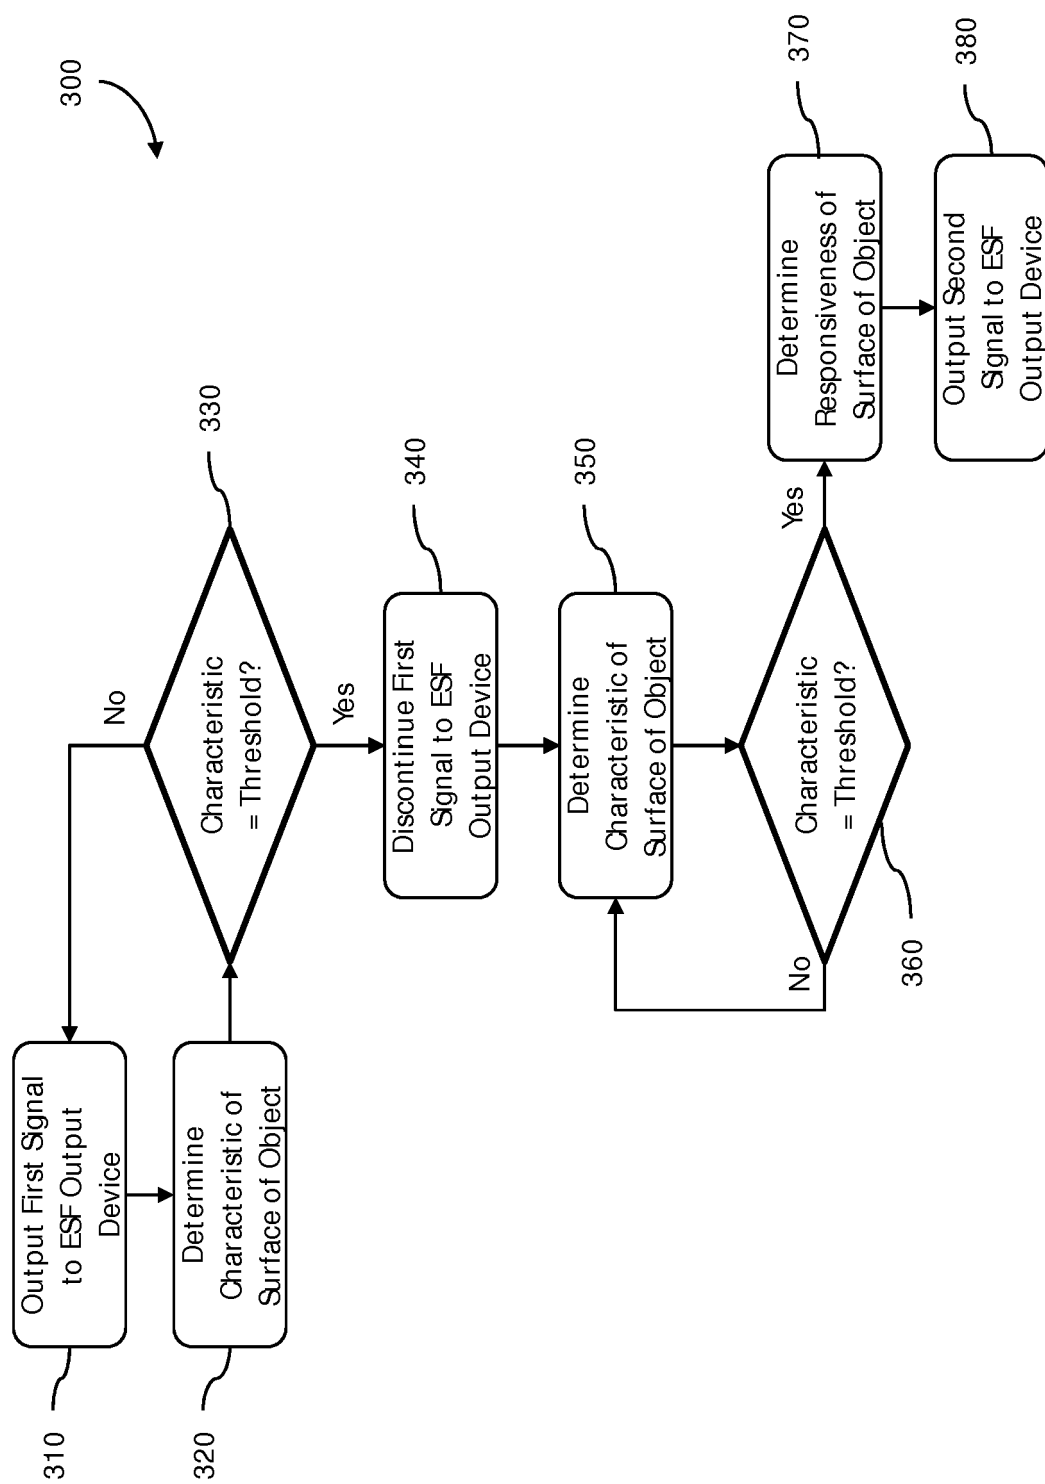 300
310
Output First Signal
to ESF Output
Device
320
Determine
Characteristic of
Surface of Object
330
Characteristic
= Threshold?
No
Yes
340
Discontinue First
Signal to ESF
Output Device
350
Determine
Characteristic of
Surface of Object
360
Characteristic
= Threshold?
No
Yes
370
Determine
Responsiveness of
Surface of Object
380
Output Second
Signal to ESF
Output Device